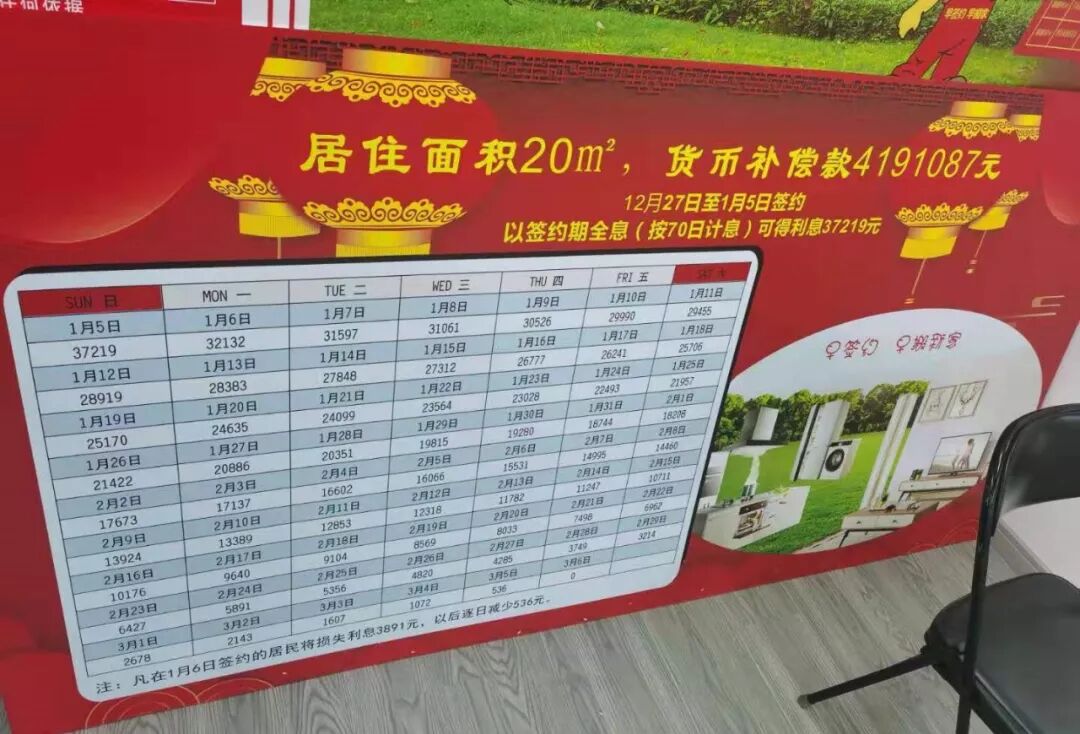 依据
居住面积20㎡，货币补偿款4191087元
12月27日至1月5日签约
以签约期全息（按70日计息）可得利息37219元
SUN 日 MON 一 TUE 二 WED 三 THU 四 FRI 五 SAT 六
1月5日 1月6日 1月7日 1月8日 1月9日 1月10日 1月11日
37219 32132 31597 31061 30526 29990 29455
1月12日 1月13日 1月14日 1月15日 1月16日 1月17日 1月18日
28919 28383 27848 27312 26777 26241 25706
1月19日 1月20日 1月21日 1月22日 1月23日 1月24日 1月25日
25170 24635 24099 23564 23028 22493 21957
1月26日 1月27日 1月28日 1月29日 1月30日 1月31日 2月1日
21422 20886 20351 19815 19280 18744 18208
2月2日 2月3日 2月4日 2月5日 2月6日 2月7日 2月8日
17673 17137 16602 16066 15531 14995 14460
2月9日 2月10日 2月11日 2月12日 2月13日 2月14日 2月15日
13924 13389 12853 12318 11782 11247 10711
2月16日 2月17日 2月18日 2月19日 2月20日 2月21日 2月22日
10176 9640 9104 8569 8033 7498 6962
2月23日 2月24日 2月25日 2月26日 2月27日 2月28日 2月29日
6427 5891 5356 4820 4285 3749 3214
3月1日 3月2日 3月3日 3月4日 3月5日 3月6日
2678 2143 1607 1072 536 0
注：凡在1月6日签约的居民将损失利息3891元，以后逐日减少536元。